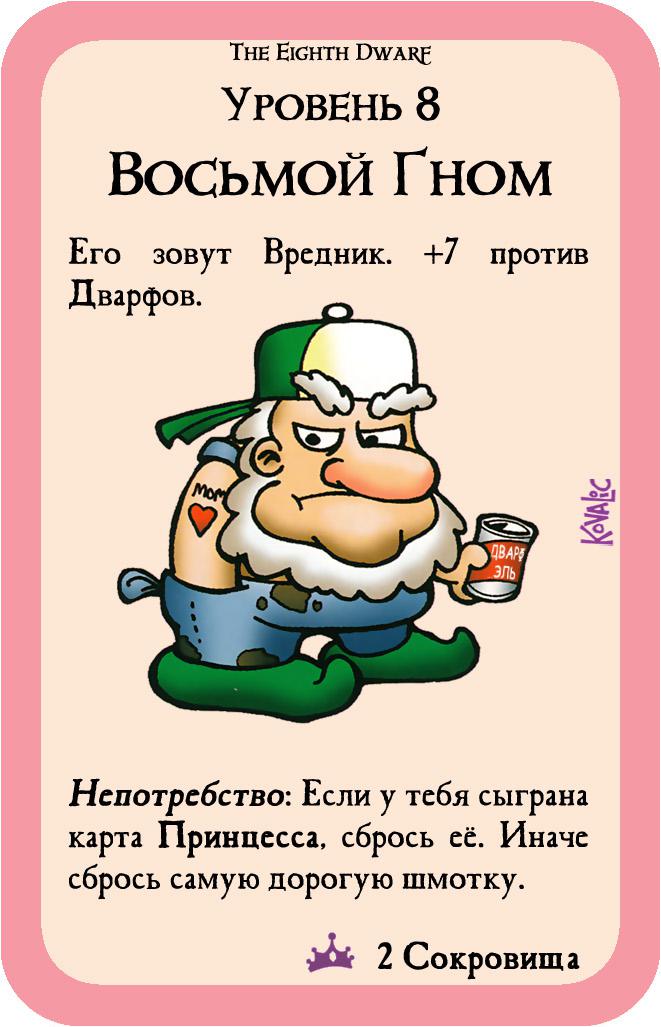 The Eighth Dwarf
Уровень 8
Восьмой Гном
Его зовут Вредник. +7 против
Дварфов.
mom
Kovalic
ДВАРФ
ЭЛЬ
Непотребство: Если у тебя сыграна
карта Принцесса, сбрось её. Иначе
сбрось самую дорогую шмотку.
2 Сокровища